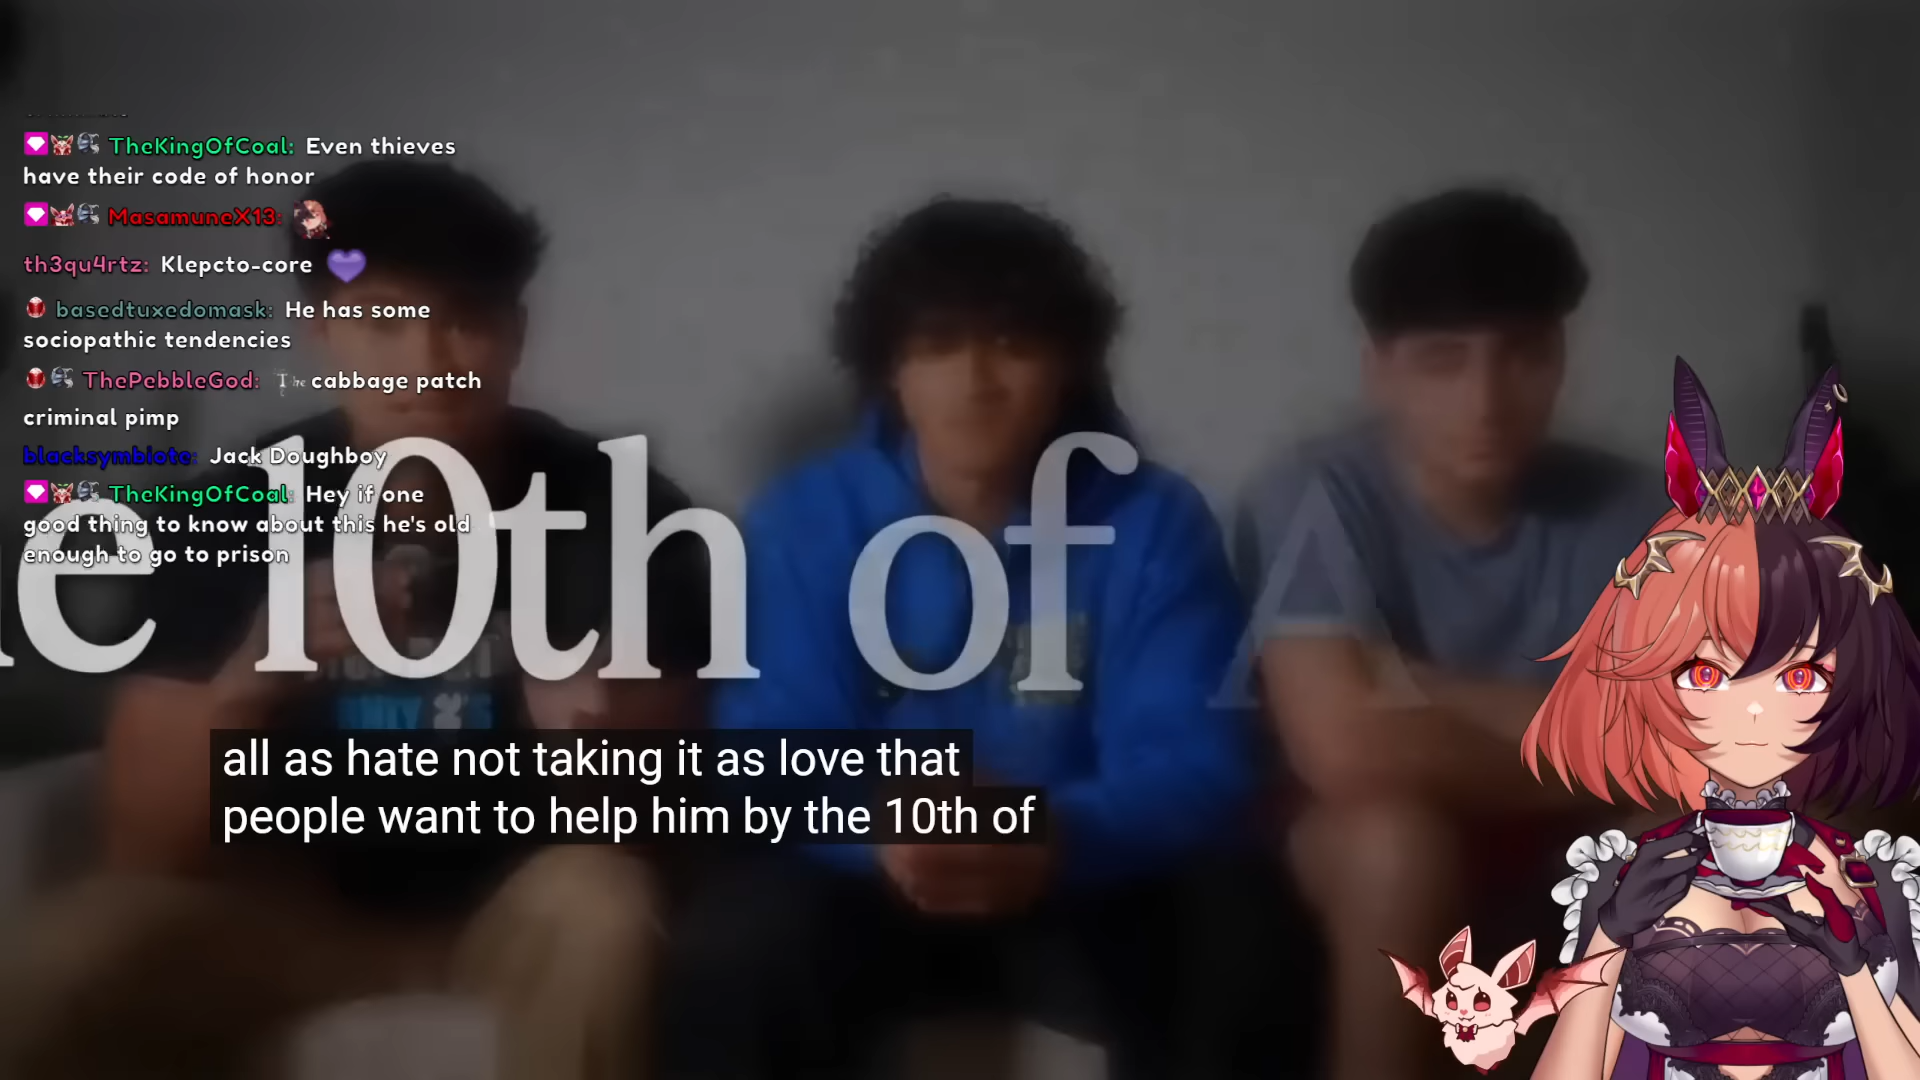 TheKingOfCoal: Even thieves
have their code of honor
MasamuneX13:
th3qu4rtz: Klepcto-core
basedtuxedomask: He has some
sociopathic tendencies
ThePebbleGod: The cabbage patch
criminal pimp
blacksymbiote: Jack Doughboy
TheKingOfCoal: Hey if one
good thing to know about this he's old
enough to go to prison
e 10th of A
all as hate not taking it as love that
people want to help him by the 10th of